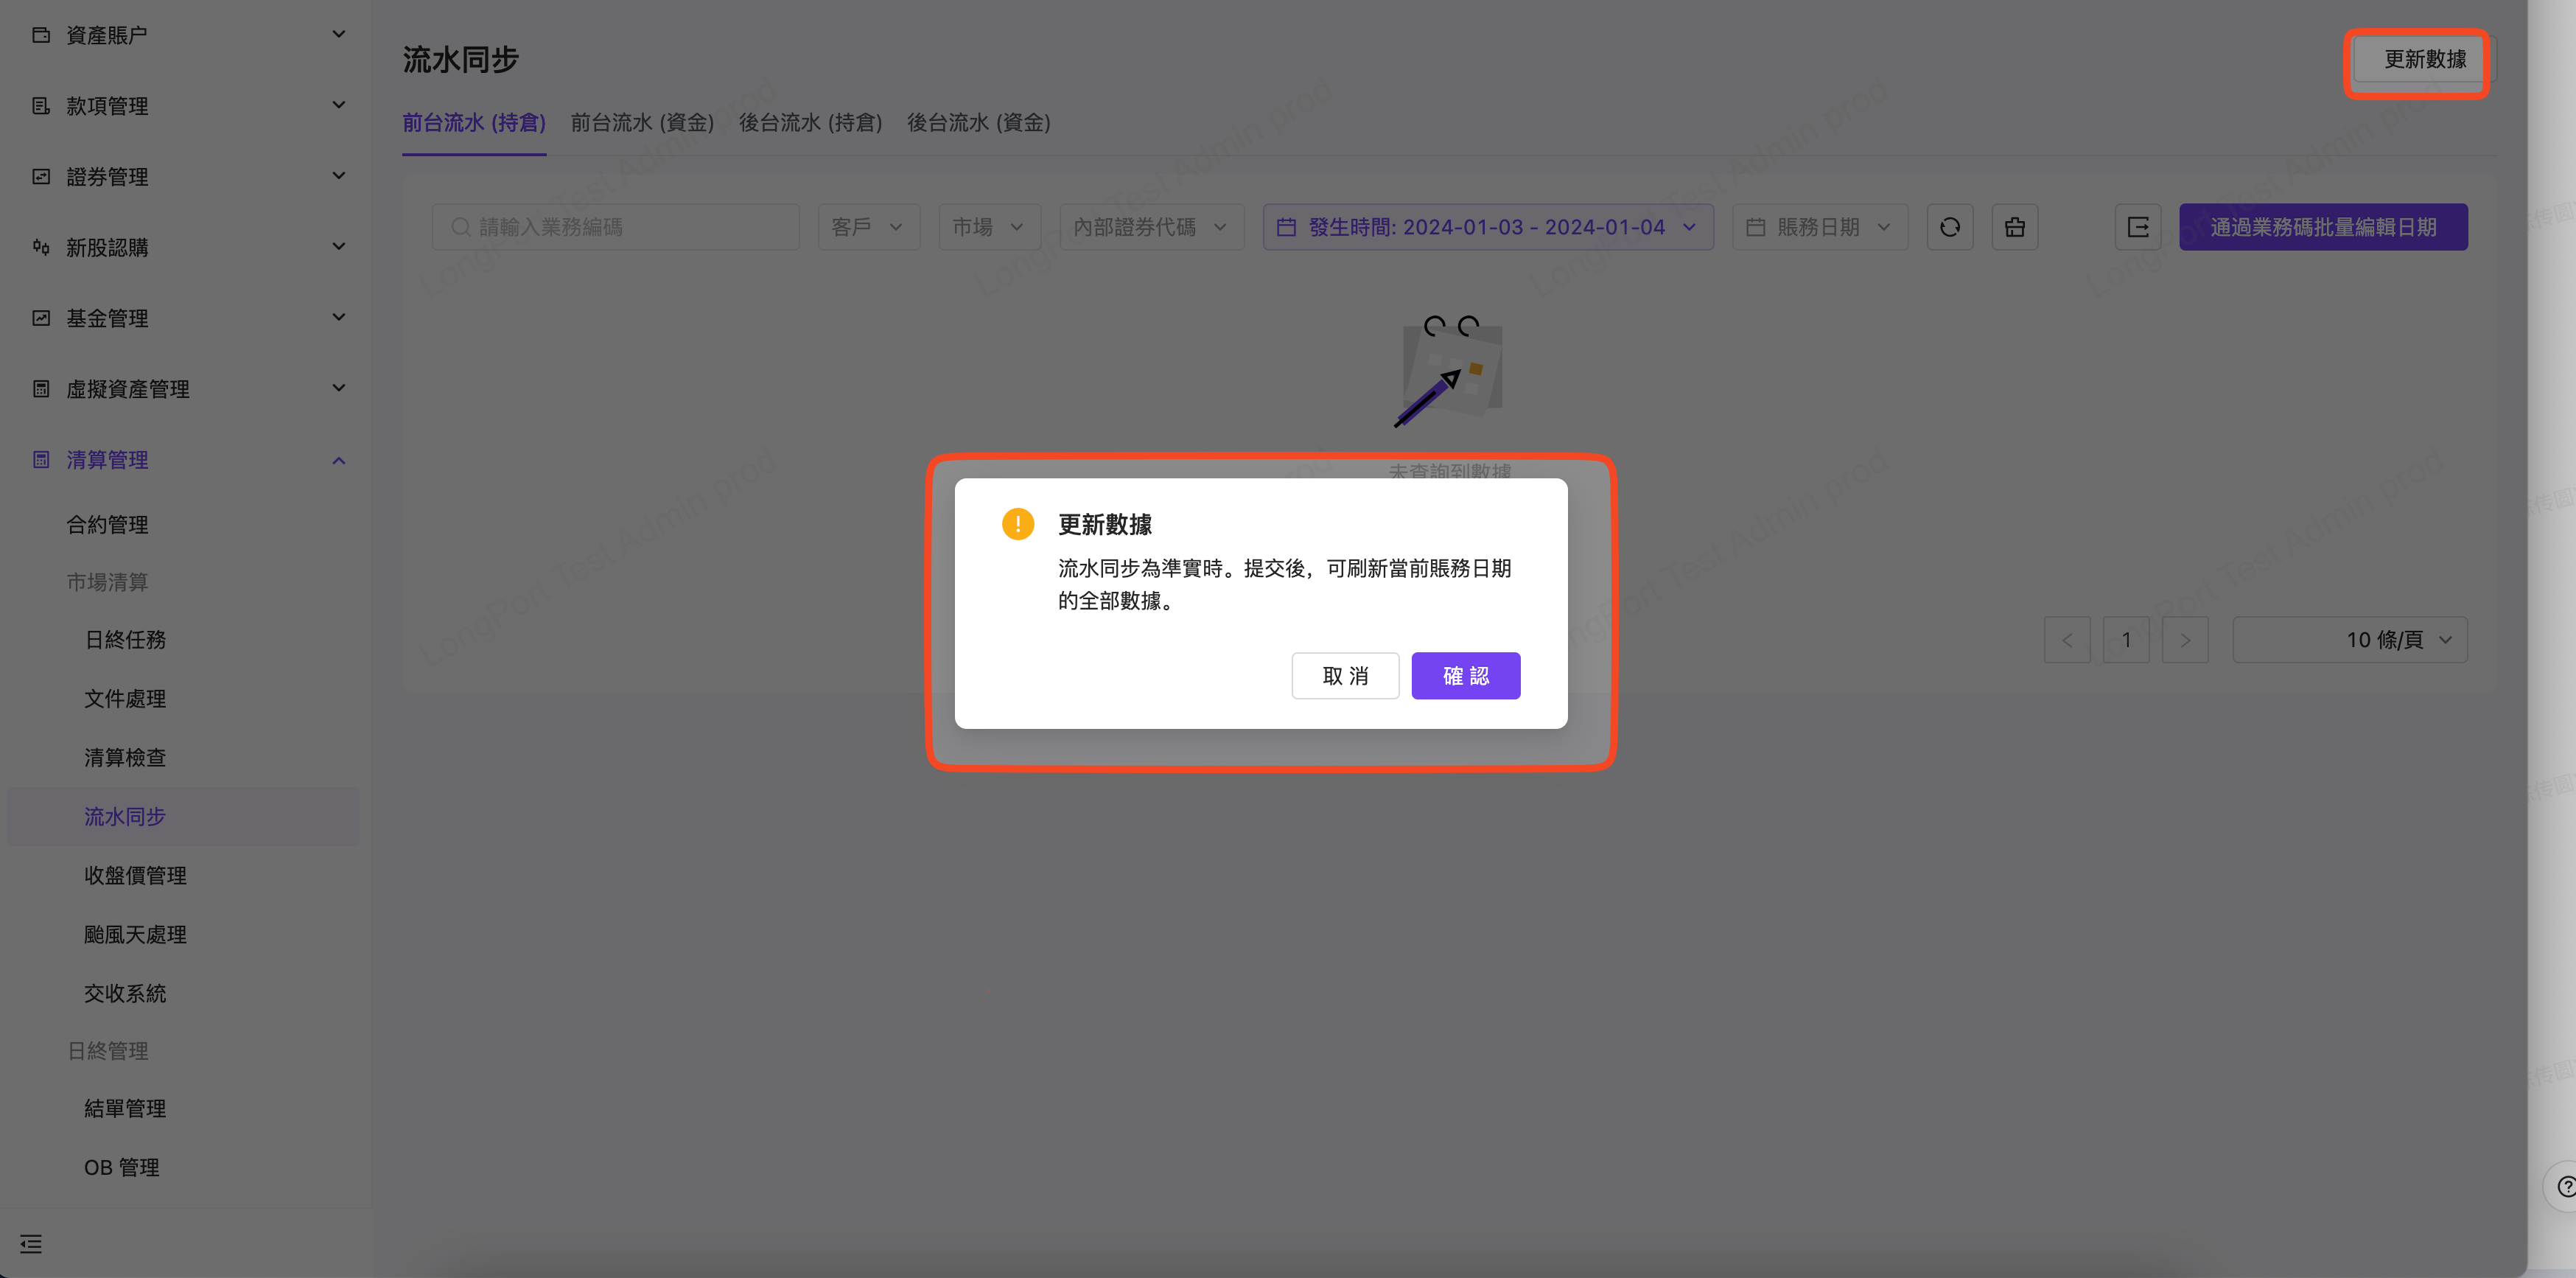 資產賬户
款項管理
證券管理
新股認購
基金管理
虛擬資產管理
清算管理
合約管理
市場清算
日終任務
文件處理
清算檢查
流水同步
收盤價管理
颱風天處理
交收系統
日終管理
結單管理
OB 管理
流水同步
更新數據
前台流水 (持倉) 前台流水 (資金) 後台流水 (持倉) 後台流水 (資金)
請輸入業務編碼 客戶 市場 內部證券代碼 發生時間: 2024-01-03 - 2024-01-04 賬務日期 通過業務碼批量編輯日期
未查詢到數據
更新數據
流水同步為準實時。提交後，可刷新當前賬務日期
的全部數據。
取 消 確 認
< 1 > 10 條/頁
LongPort Test Admin prod